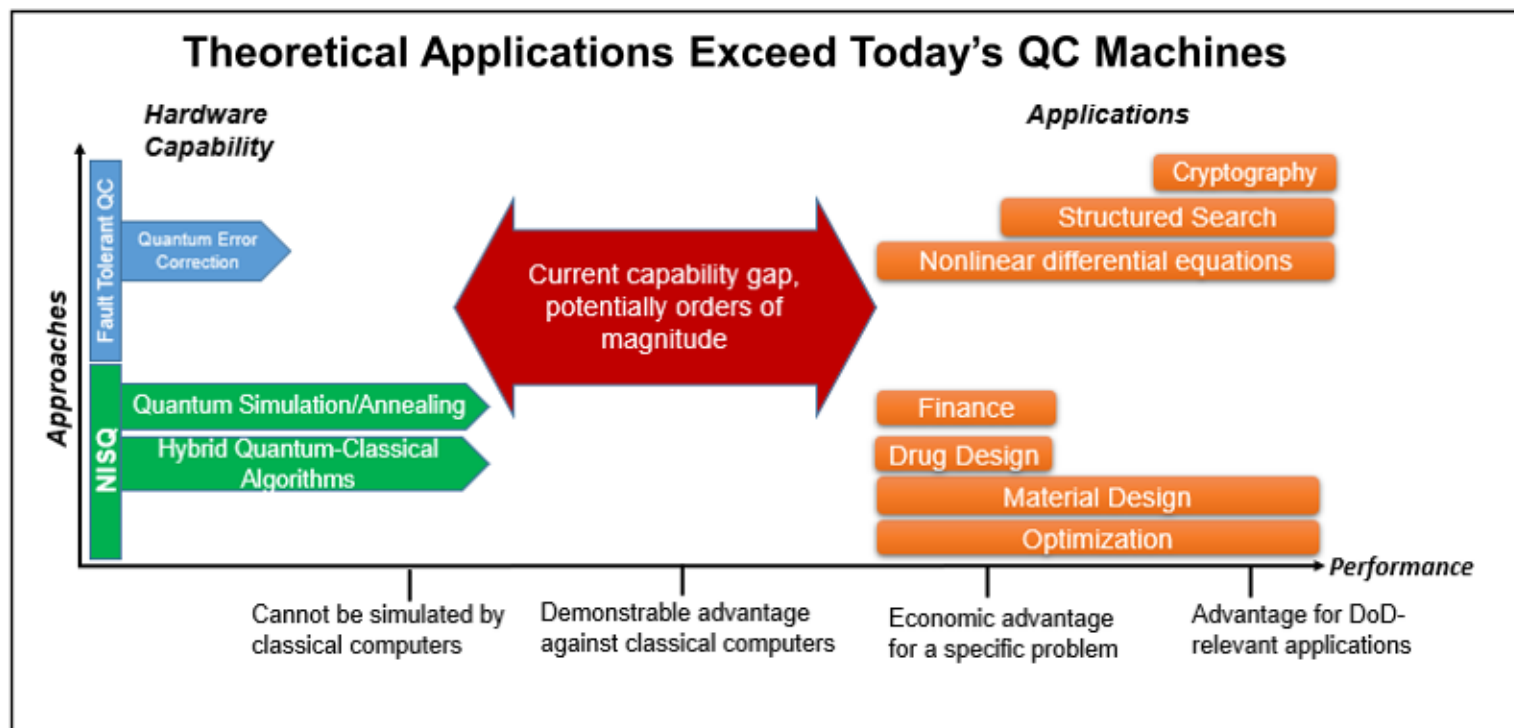 Theoretical Applications Exceed Today's QC Machines
Hardware
Capability
Applications
Approaches
Fault Tolerant QC
Quantum Error
Correction
Current capability gap,
potentially orders of
magnitude
Cryptography
Structured Search
Nonlinear differential equations
NISQ
Quantum Simulation/Annealing
Hybrid Quantum-Classical
Algorithms
Finance
Drug Design
Material Design
Optimization
Performance
Cannot be simulated by
classical computers
Demonstrable advantage
against classical computers
Economic advantage
for a specific problem
Advantage for DoD-
relevant applications